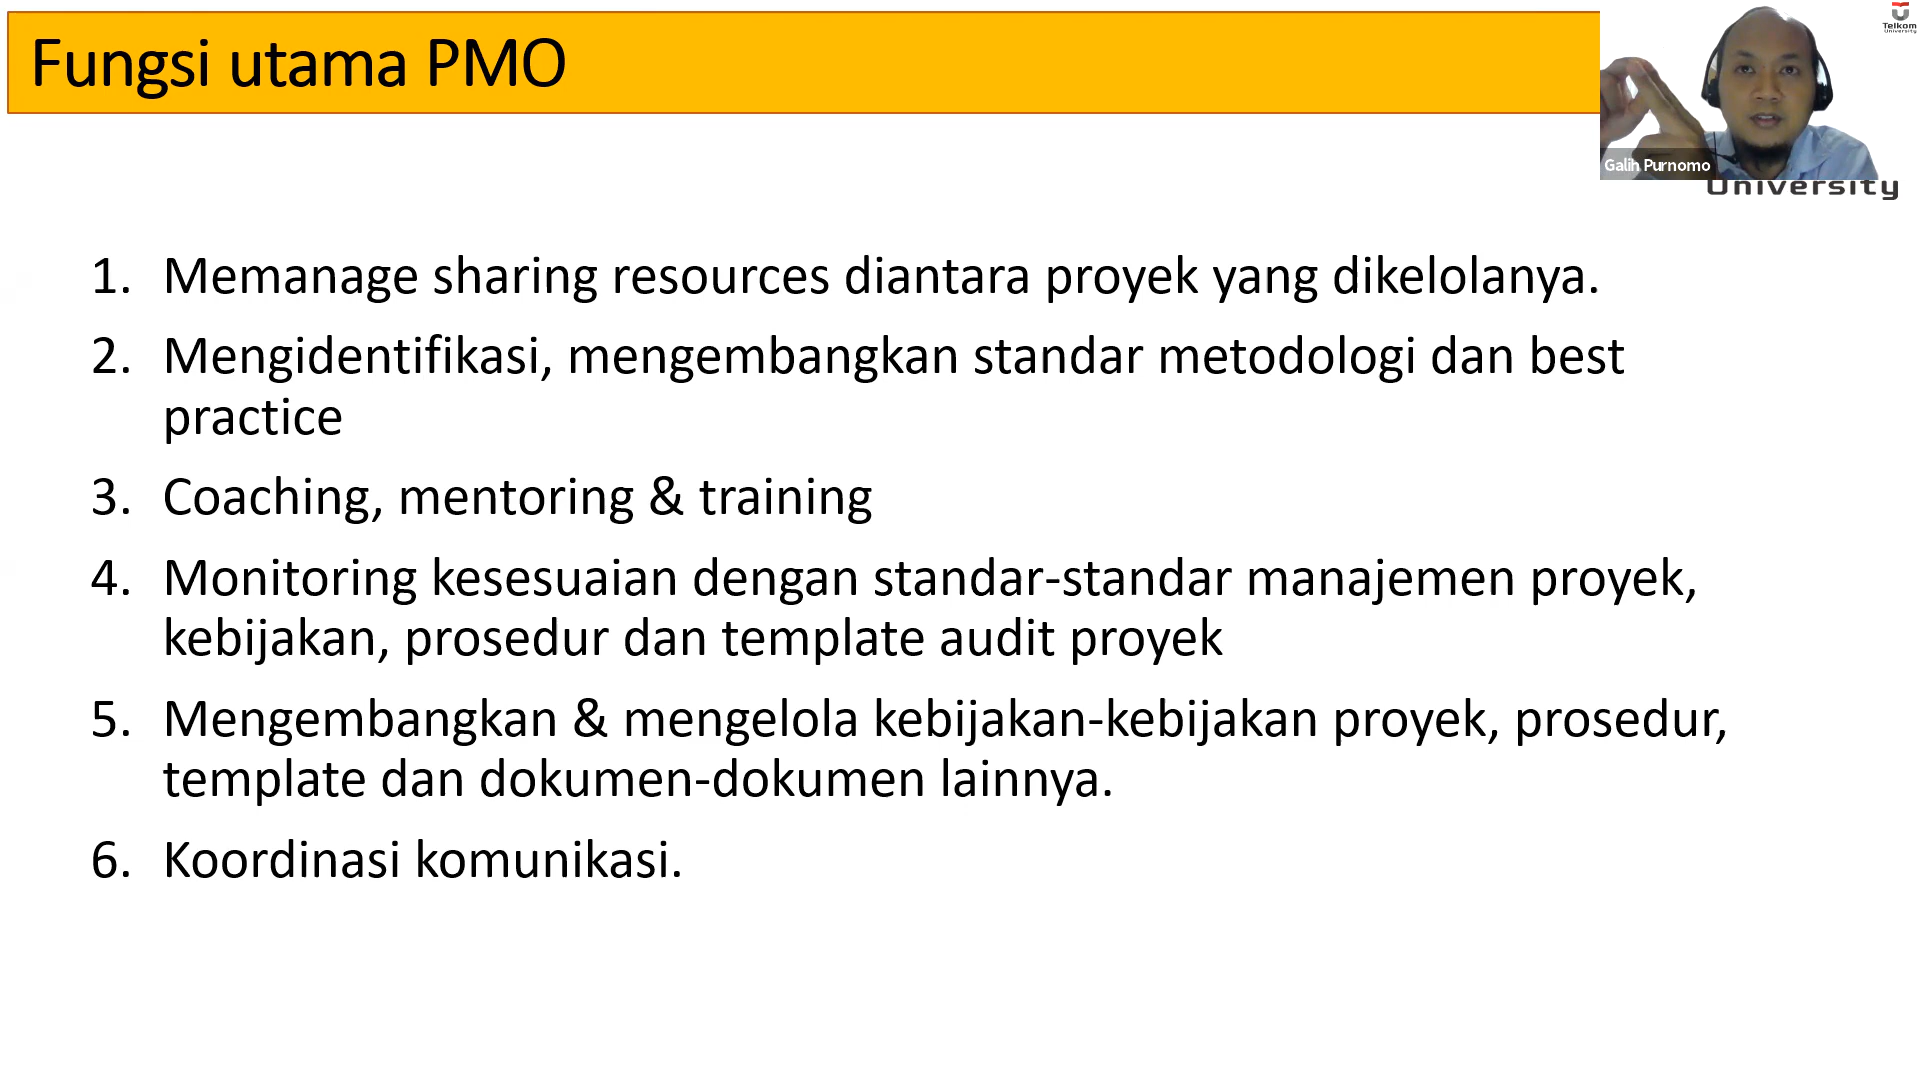 Fungsi utama PMO
Telkom
University
Galih Purnomo
University
1. Memanage sharing resources diantara proyek yang dikelolanya.
2. Mengidentifikasi, mengembangkan standar metodologi dan best
practice
3. Coaching, mentoring & training
4. Monitoring kesesuaian dengan standar-standar manajemen proyek,
kebijakan, prosedur dan template audit proyek
5. Mengembangkan & mengelola kebijakan-kebijakan proyek, prosedur,
template dan dokumen-dokumen lainnya.
6. Koordinasi komunikasi.